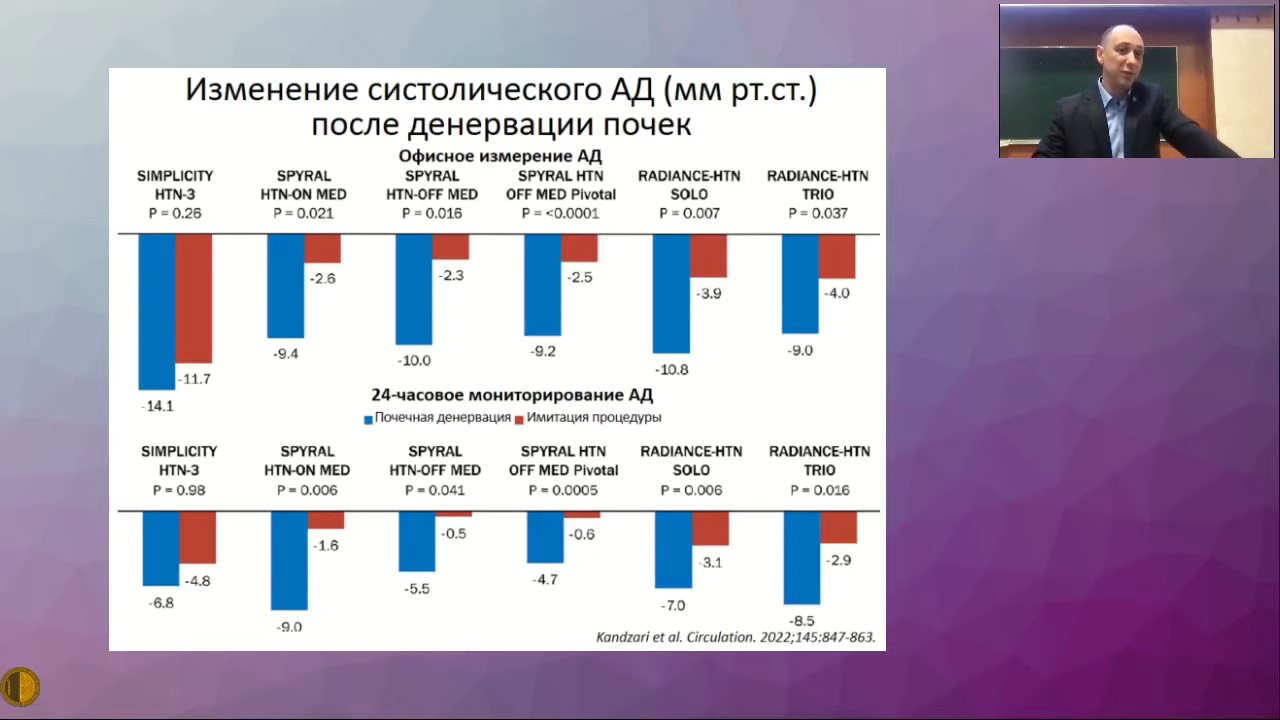 Изменение систолического АД (мм рт.ст.)
после денервации почек
Офисное измерение АД
SIMPLICITY
HTN-3
P = 0.26
SPYRAL
HTN-ON MED
P = 0.021
SPYRAL
HTN-OFF MED
P = 0.016
SPYRAL HTN
OFF MED Pivotal
P = <0.0001
RADIANCE-HTN
SOLO
P = 0.007
RADIANCE-HTN
TRIO
P = 0.037
-14.1
-11.7
-9.4
-2.6
-10.0
-2.3
-9.2
-2.5
-10.8
-3.9
-9.0
-4.0
24-часовое мониторирование АД
Почечная денервация Имитация процедуры
SIMPLICITY
HTN-3
P = 0.98
SPYRAL
HTN-ON MED
P = 0.006
SPYRAL
HTN-OFF MED
P = 0.041
SPYRAL HTN
OFF MED Pivotal
P = 0.0005
RADIANCE-HTN
SOLO
P = 0.006
RADIANCE-HTN
TRIO
P = 0.016
-6.8
-4.8
-9.0
-1.6
-5.5
-0.5
-4.7
-0.6
-7.0
-3.1
-8.5
-2.9
Kandzari et al. Circulation. 2022;145:847-863.